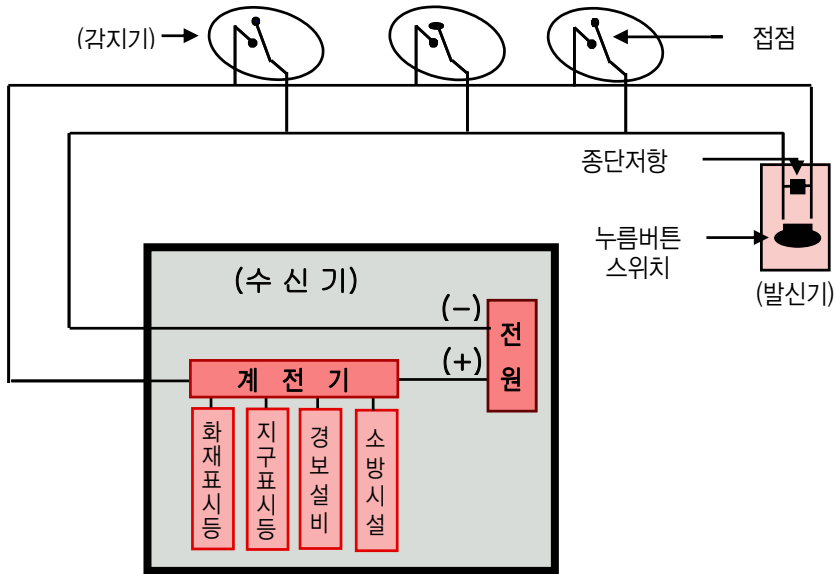 (감지기)
접점
종단저항
누름버튼
스위치
(발신기)
(수 신 기)
(−)
전
원
(+)
계 전 기
화재표시등
지구표시등
경보설비
소방시설